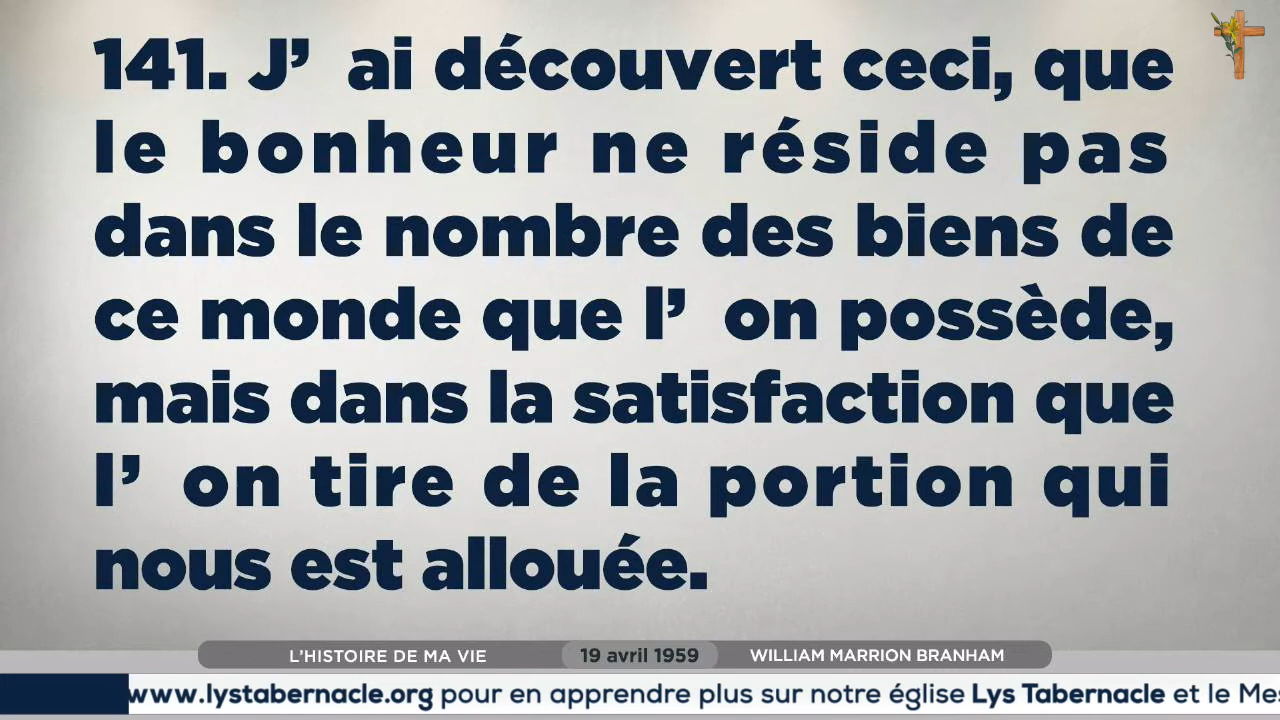 141. J’ ai découvert ceci, que
le bonheur ne réside pas
dans le nombre des biens de
ce monde que l’ on possède,
mais dans la satisfaction que
l’ on tire de la portion qui
nous est allouée.
L’HISTOIRE DE MA VIE 19 avril 1959 WILLIAM MARRION BRANHAM
www.lystabernacle.org pour en apprendre plus sur notre église Lys Tabernacle et le